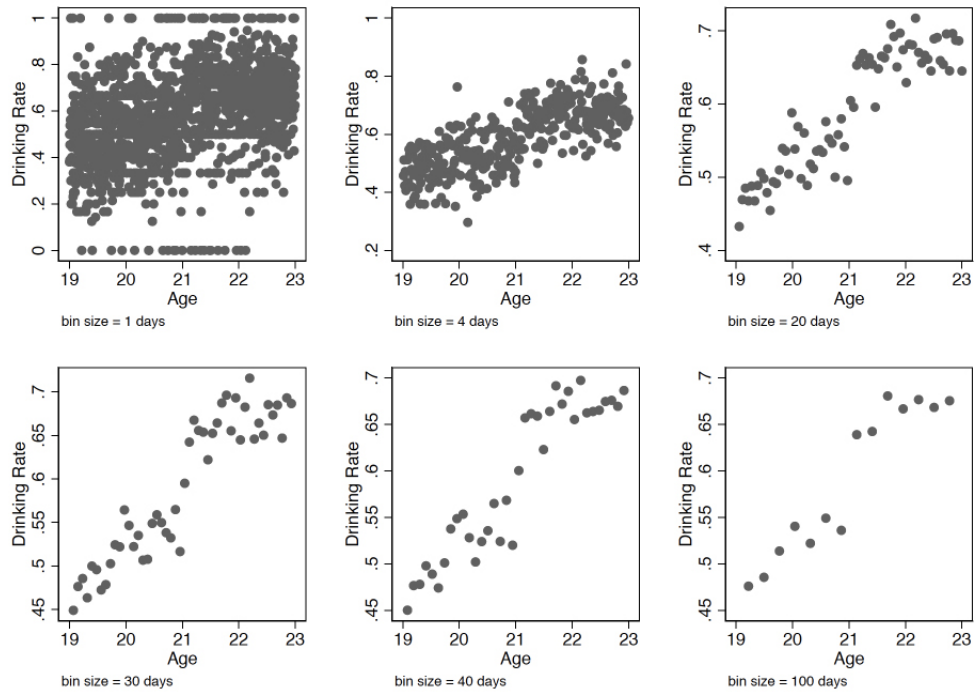 Drinking Rate
0 .2 .4 .6 .8 1
19 20 21 22 23
Age
bin size = 1 days
Drinking Rate
.2 .4 .6 .8 1
19 20 21 22 23
Age
bin size = 4 days
Drinking Rate
.4 .5 .6 .7
19 20 21 22 23
Age
bin size = 20 days
Drinking Rate
.45 .5 .55 .6 .65 .7
19 20 21 22 23
Age
bin size = 30 days
Drinking Rate
.45 .5 .55 .6 .65 .7
19 20 21 22 23
Age
bin size = 40 days
Drinking Rate
.45 .5 .55 .6 .65 .7
19 20 21 22 23
Age
bin size = 100 days